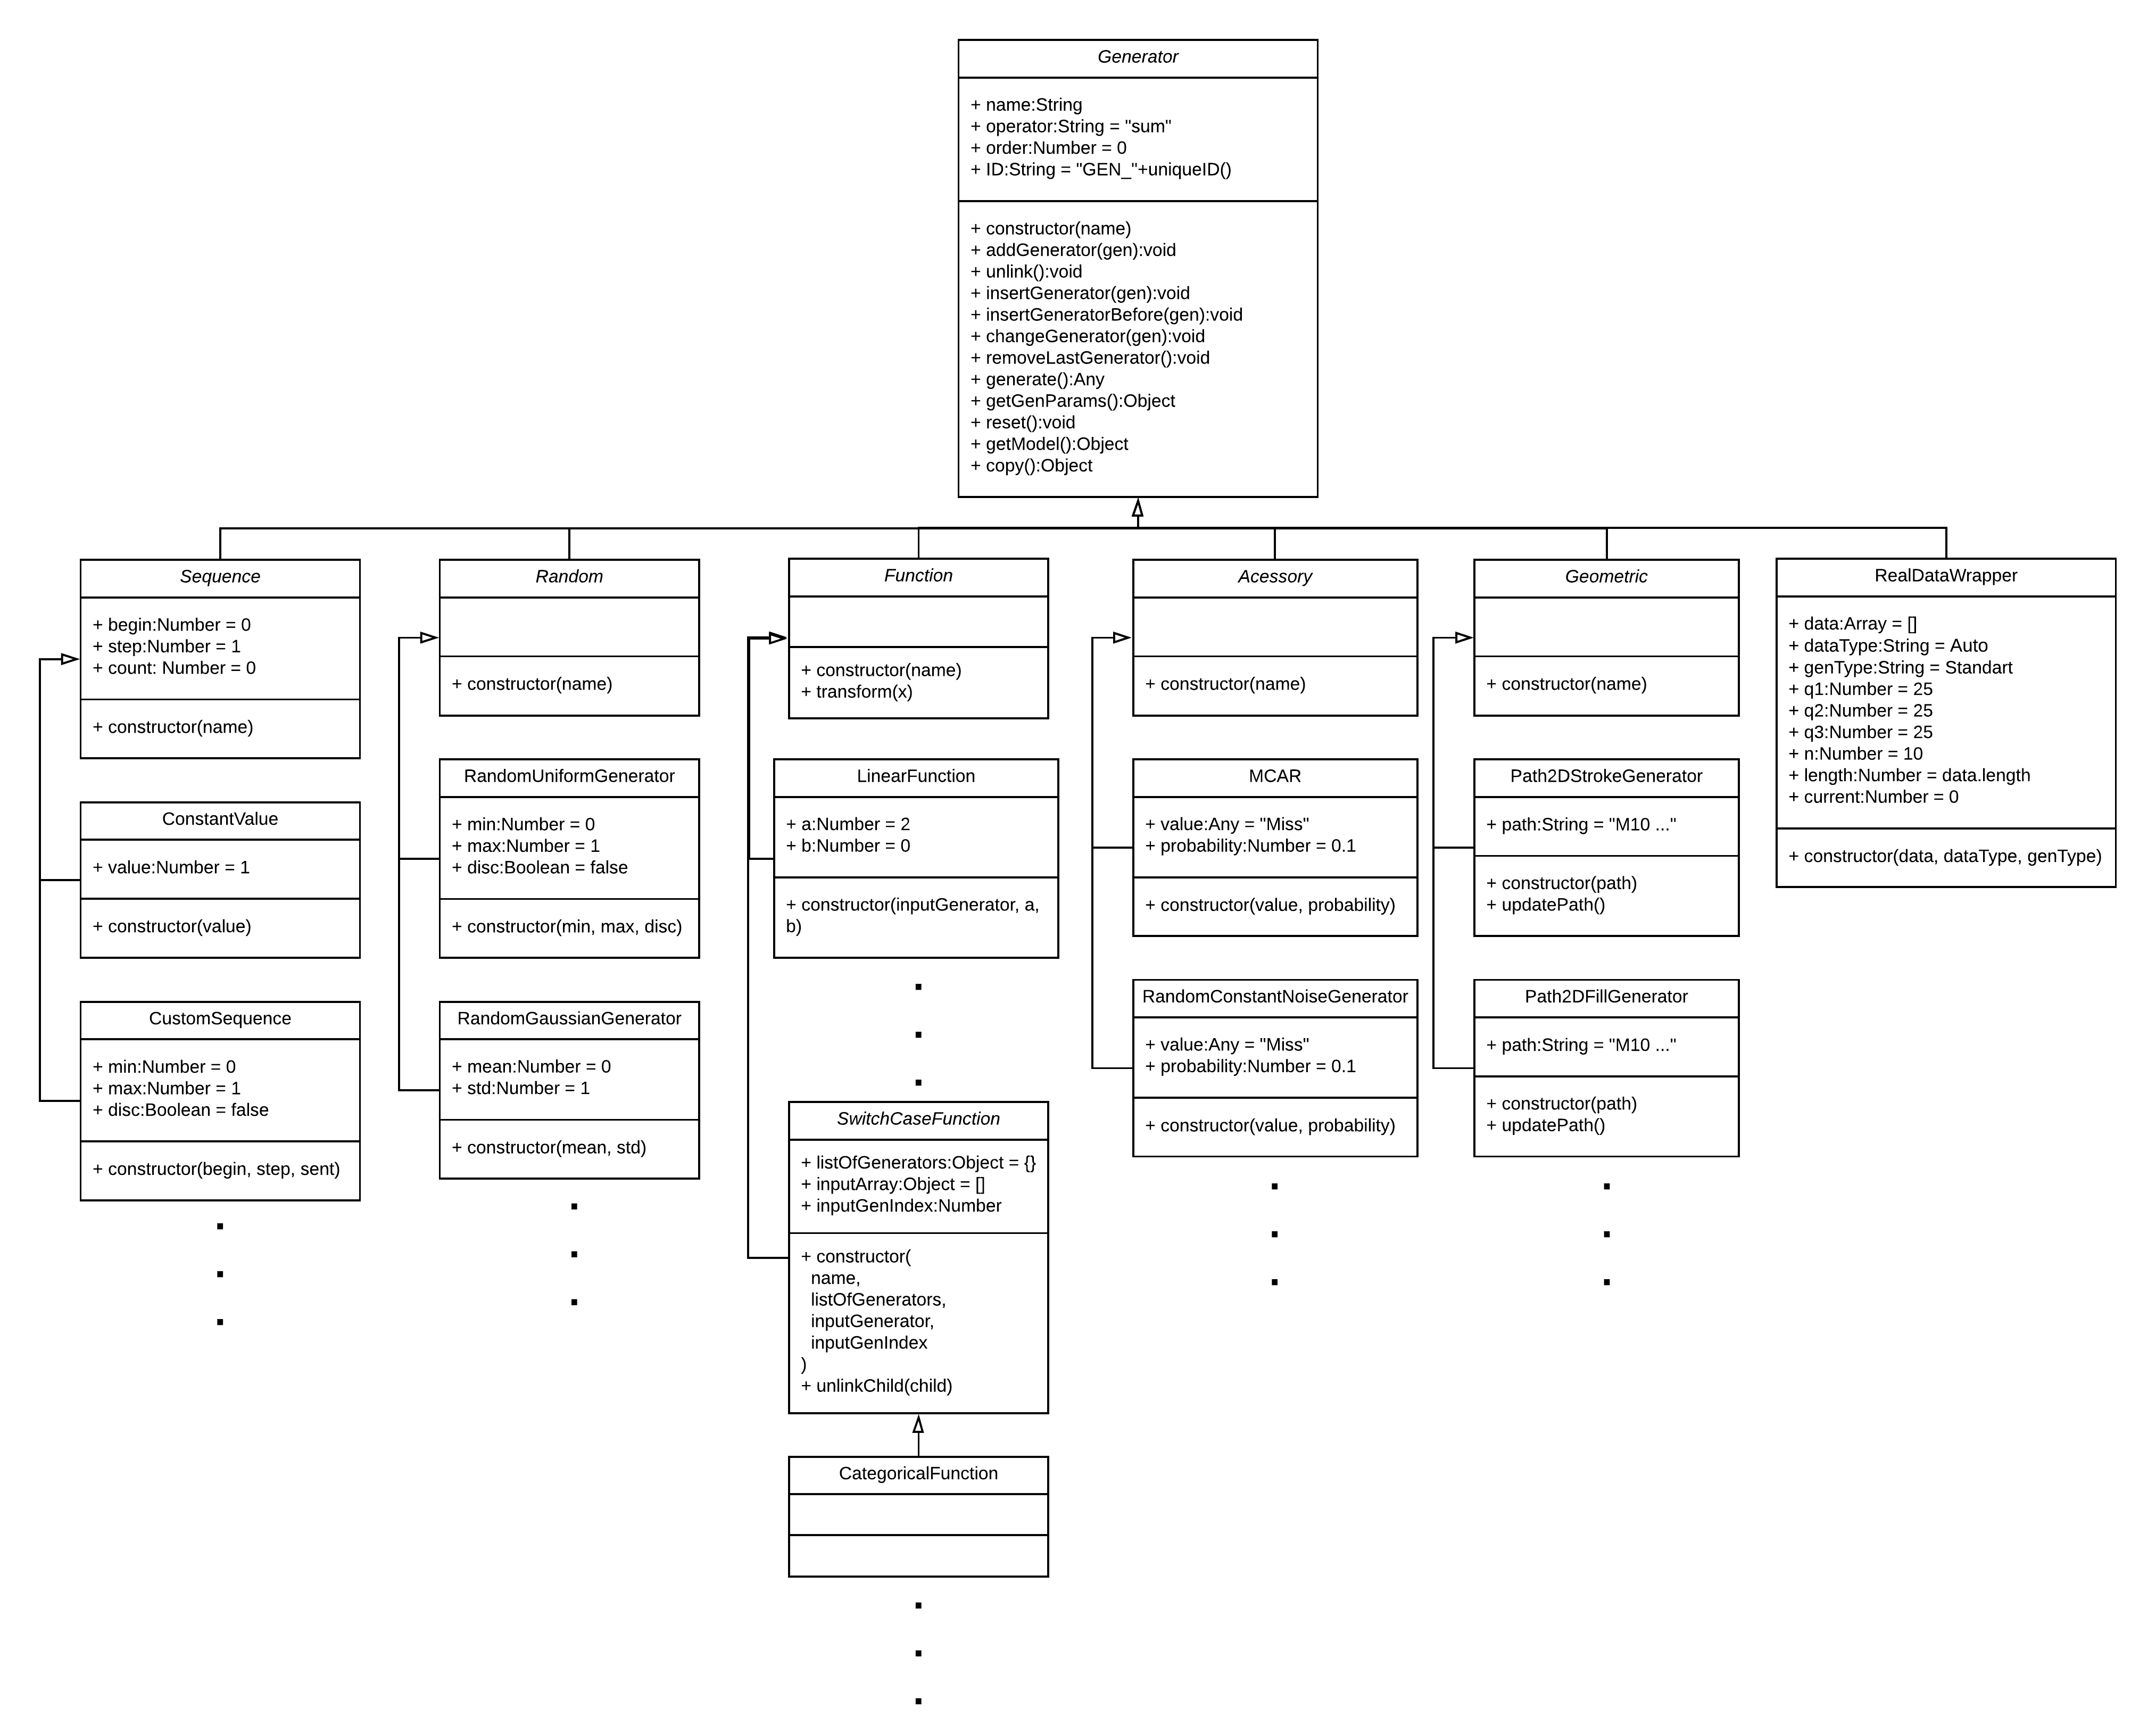 Generator
+ name:String
+ operator:String = "sum"
+ order:Number = 0
+ ID:String = "GEN_"+uniqueID()
+ constructor(name)
+ addGenerator(gen):void
+ unlink():void
+ insertGenerator(gen):void
+ insertGeneratorBefore(gen):void
+ changeGenerator(gen):void
+ removeLastGenerator():void
+ generate():Any
+ getGenParams():Object
+ reset():void
+ getModel():Object
+ copy():Object
Sequence
+ begin:Number = 0
+ step:Number = 1
+ count: Number = 0
+ constructor(name)
ConstantValue
+ value:Number = 1
+ constructor(value)
CustomSequence
+ min:Number = 0
+ max:Number = 1
+ disc:Boolean = false
+ constructor(begin, step, sent)
Random
+ constructor(name)
RandomUniformGenerator
+ min:Number = 0
+ max:Number = 1
+ disc:Boolean = false
+ constructor(min, max, disc)
RandomGaussianGenerator
+ mean:Number = 0
+ std:Number = 1
+ constructor(mean, std)
Function
+ constructor(name)
+ transform(x)
LinearFunction
+ a:Number = 2
+ b:Number = 0
+ constructor(inputGenerator, a,
b)
SwitchCaseFunction
+ listOfGenerators:Object = {}
+ inputArray:Object = []
+ inputGenIndex:Number
+ constructor(
name,
listOfGenerators,
inputGenerator,
inputGenIndex
)
+ unlinkChild(child)
CategoricalFunction
Acessory
+ constructor(name)
MCAR
+ value:Any = "Miss"
+ probability:Number = 0.1
+ constructor(value, probability)
RandomConstantNoiseGenerator
+ value:Any = "Miss"
+ probability:Number = 0.1
+ constructor(value, probability)
Geometric
+ constructor(name)
Path2DStrokeGenerator
+ path:String = "M10 ..."
+ constructor(path)
+ updatePath()
Path2DFillGenerator
+ path:String = "M10 ..."
+ constructor(path)
+ updatePath()
RealDataWrapper
+ data:Array = []
+ dataType:String = Auto
+ genType:String = Standart
+ q1:Number = 25
+ q2:Number = 25
+ q3:Number = 25
+ n:Number = 10
+ length:Number = data.length
+ current:Number = 0
+ constructor(data, dataType, genType)